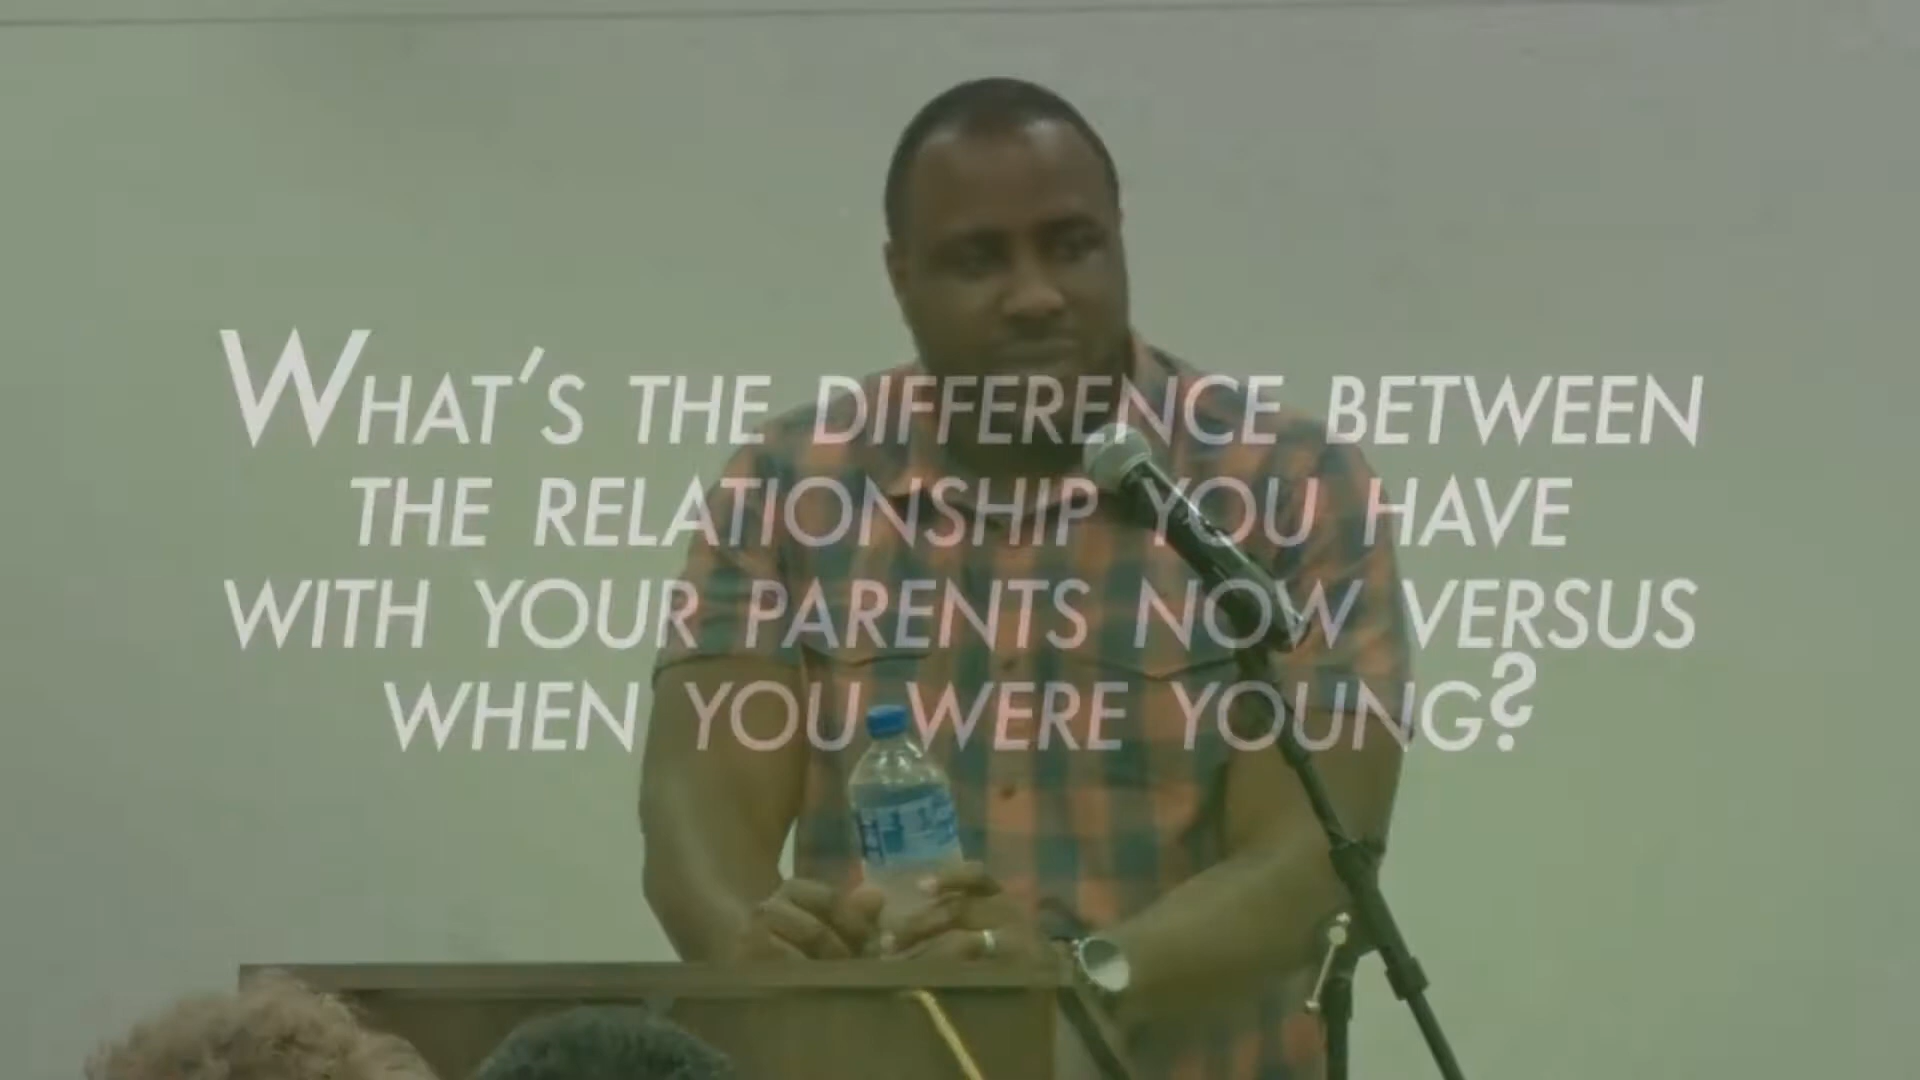 WHAT'S THE DIFFERENCE BETWEEN
THE RELATIONSHIP YOU HAVE
WITH YOUR PARENTS NOW VERSUS
WHEN YOU WERE YOUNG?